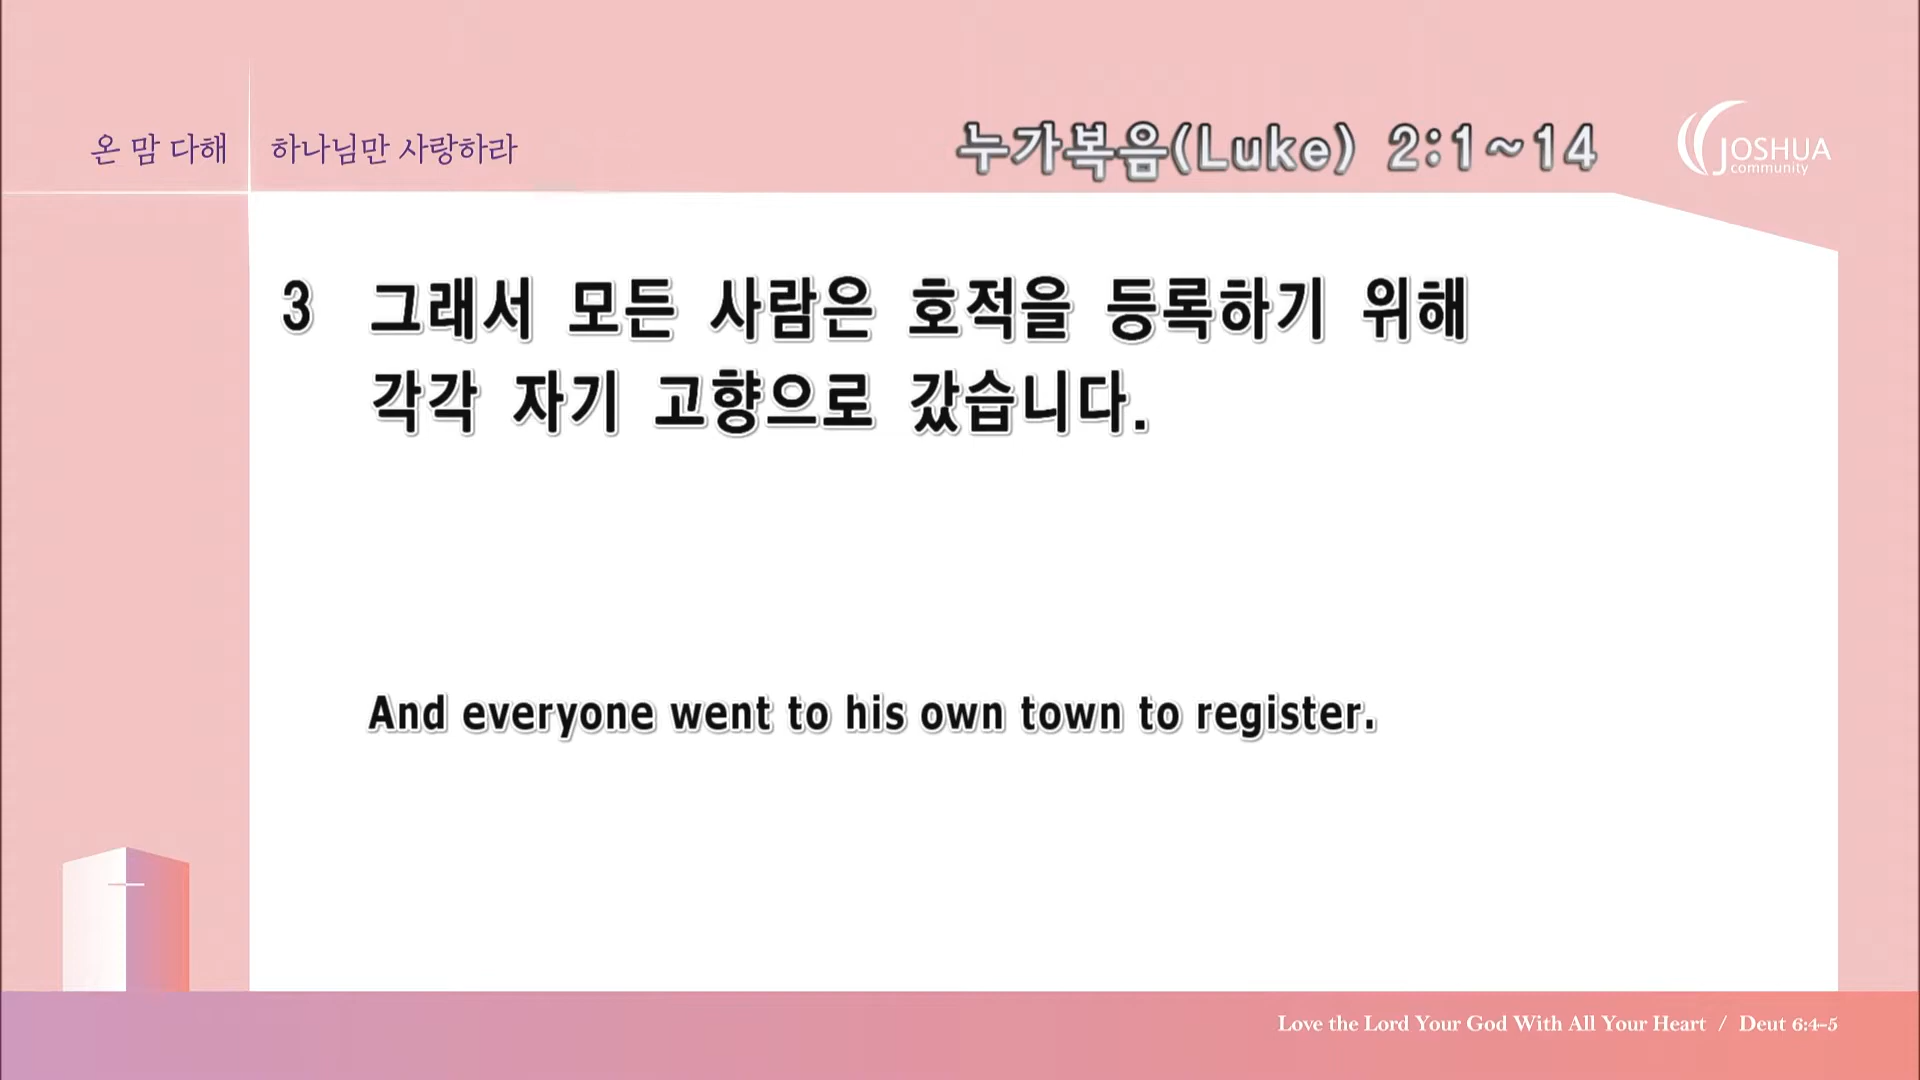 온 맘 다해 하나님만 사랑하라
누가복음(Luke) 2:1~14
JOSHUA
community
3 그래서 모든 사람은 호적을 등록하기 위해
각각 자기 고향으로 갔습니다.
And everyone went to his own town to register.
Love the Lord Your God With All Your Heart / Deut 6:4-5